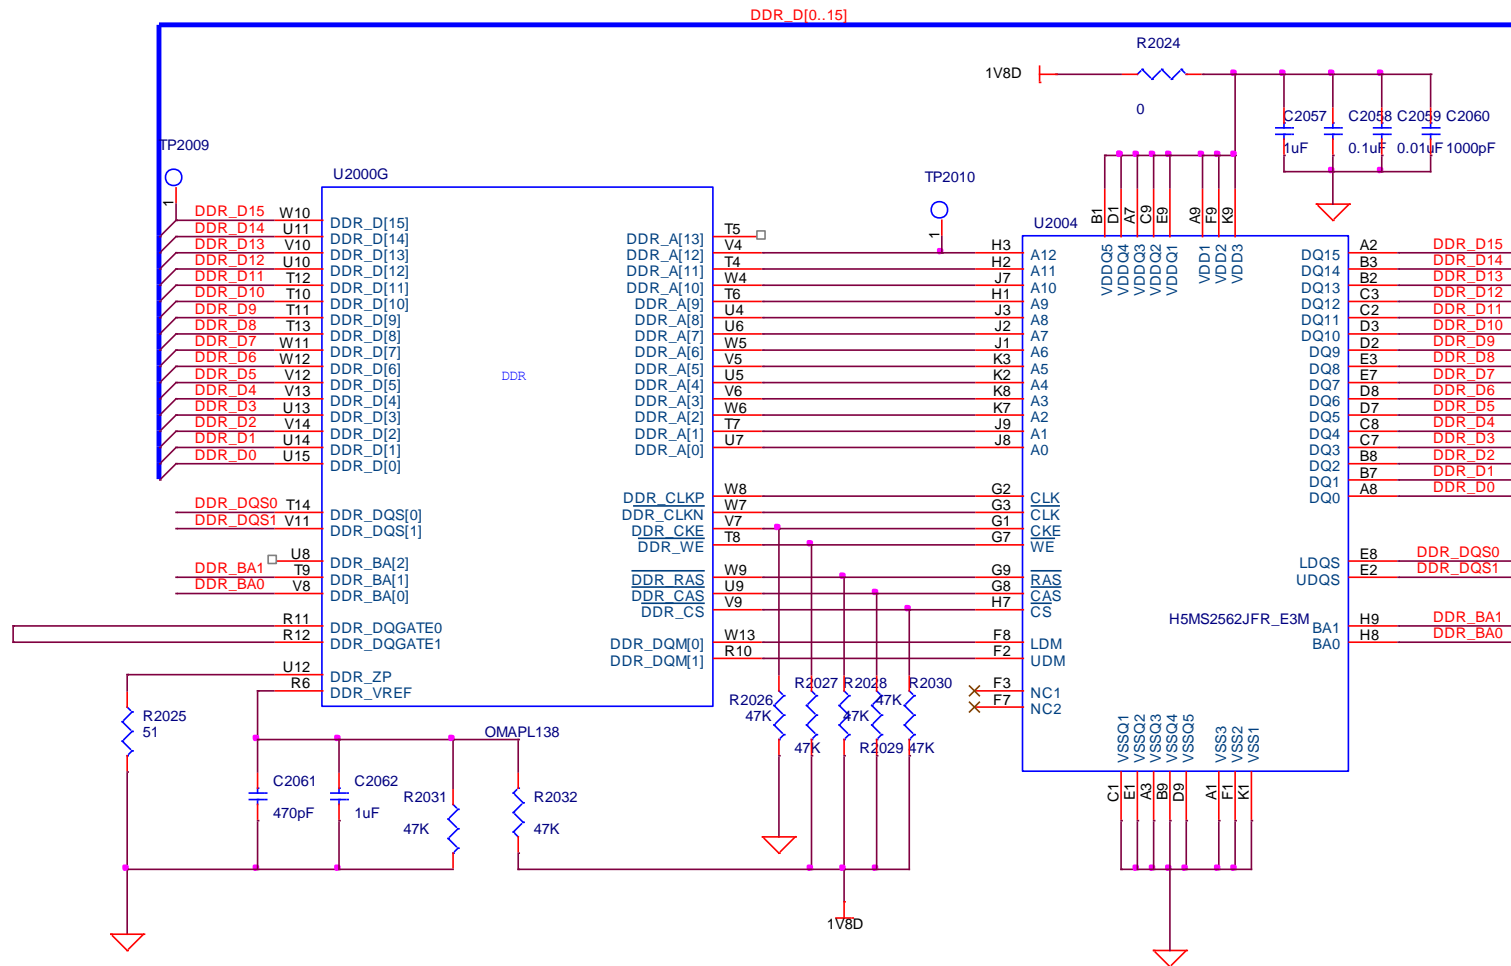 DDR_D[0..15]
R2024
1V8D
0
C2057
C2058
C2059
C2060
1uF
0.1uF
0.01uF
1000pF
TP2009
1
U2000G
TP2010
1
U2004
DDR_D15 W10 DDR_D[15]
DDR_D14 U11 DDR_D[14]
DDR_D13 V10 DDR_D[13]
DDR_D12 U10 DDR_D[12]
DDR_D11 T12 DDR_D[11]
DDR_D10 T10 DDR_D[10]
DDR_D9 T11 DDR_D[9]
DDR_D8 T13 DDR_D[8]
DDR_D7 W11 DDR_D[7]
DDR_D6 W12 DDR_D[6]
DDR_D5 V12 DDR_D[5]
DDR_D4 V13 DDR_D[4]
DDR_D3 U13 DDR_D[3]
DDR_D2 V14 DDR_D[2]
DDR_D1 U14 DDR_D[1]
DDR_D0 U15 DDR_D[0]
DDR_DQS0 T14 DDR_DQS[0]
DDR_DQS1 V11 DDR_DQS[1]
U8 DDR_BA[2]
DDR_BA1 T9 DDR_BA[1]
DDR_BA0 V8 DDR_BA[0]
R11 DDR_DQGATE0
R12 DDR_DQGATE1
U12 DDR_ZP
R6 DDR_VREF
DDR
DDR_A[13] T5
DDR_A[12] V4
DDR_A[11] T4
DDR_A[10] W4
DDR_A[9] T6
DDR_A[8] U4
DDR_A[7] U6
DDR_A[6] W5
DDR_A[5] V5
DDR_A[4] U5
DDR_A[3] V6
DDR_A[2] W6
DDR_A[1] T7
DDR_A[0] U7
DDR_CLKP W8
DDR_CLKN W7
DDR_CKE V7
DDR_WE T8
DDR_RAS W9
DDR_CAS U9
DDR_CS V9
DDR_DQM[0] W13
DDR_DQM[1] R10
OMAPL138
H3 A12
H2 A11
J7 A10
H1 A9
J3 A8
J2 A7
J1 A6
K3 A5
K2 A4
K8 A3
K7 A2
J9 A1
J8 A0
G2 CLK
G3 CLK
G1 CKE
G7 WE
G9 RAS
G8 CAS
H7 CS
F8 LDM
F2 UDM
F3 NC1
F7 NC2
B1 VDDQ5
D1 VDDQ4
A7 VDDQ3
C9 VDDQ2
E9 VDDQ1
A9 VDD1
F9 VDD2
K9 VDD3
DQ15 A2 DDR_D15
DQ14 B3 DDR_D14
DQ13 B2 DDR_D13
DQ12 C3 DDR_D12
DQ11 C2 DDR_D11
DQ10 D3 DDR_D10
DQ9 D2 DDR_D9
DQ8 E3 DDR_D8
DQ7 E7 DDR_D7
DQ6 D8 DDR_D6
DQ5 D7 DDR_D5
DQ4 C8 DDR_D4
DQ3 C7 DDR_D3
DQ2 B8 DDR_D2
DQ1 B7 DDR_D1
DQ0 A8 DDR_D0
LDQS E8 DDR_DQS0
UDQS E2 DDR_DQS1
H5MS2562JFR_E3M
BA1 H9 DDR_BA1
BA0 H8 DDR_BA0
VSSQ1 C1
VSSQ2 E1
VSSQ3 A3
VSSQ4 B9
VSSQ5 D9
VSS3 A1
VSS2 F1
VSS1 K1
R2025
51
R2026
47K
R2027
47K
R2028
47K
R2029
47K
R2030
47K
C2061
470pF
C2062
1uF
R2031
47K
R2032
47K
1V8D